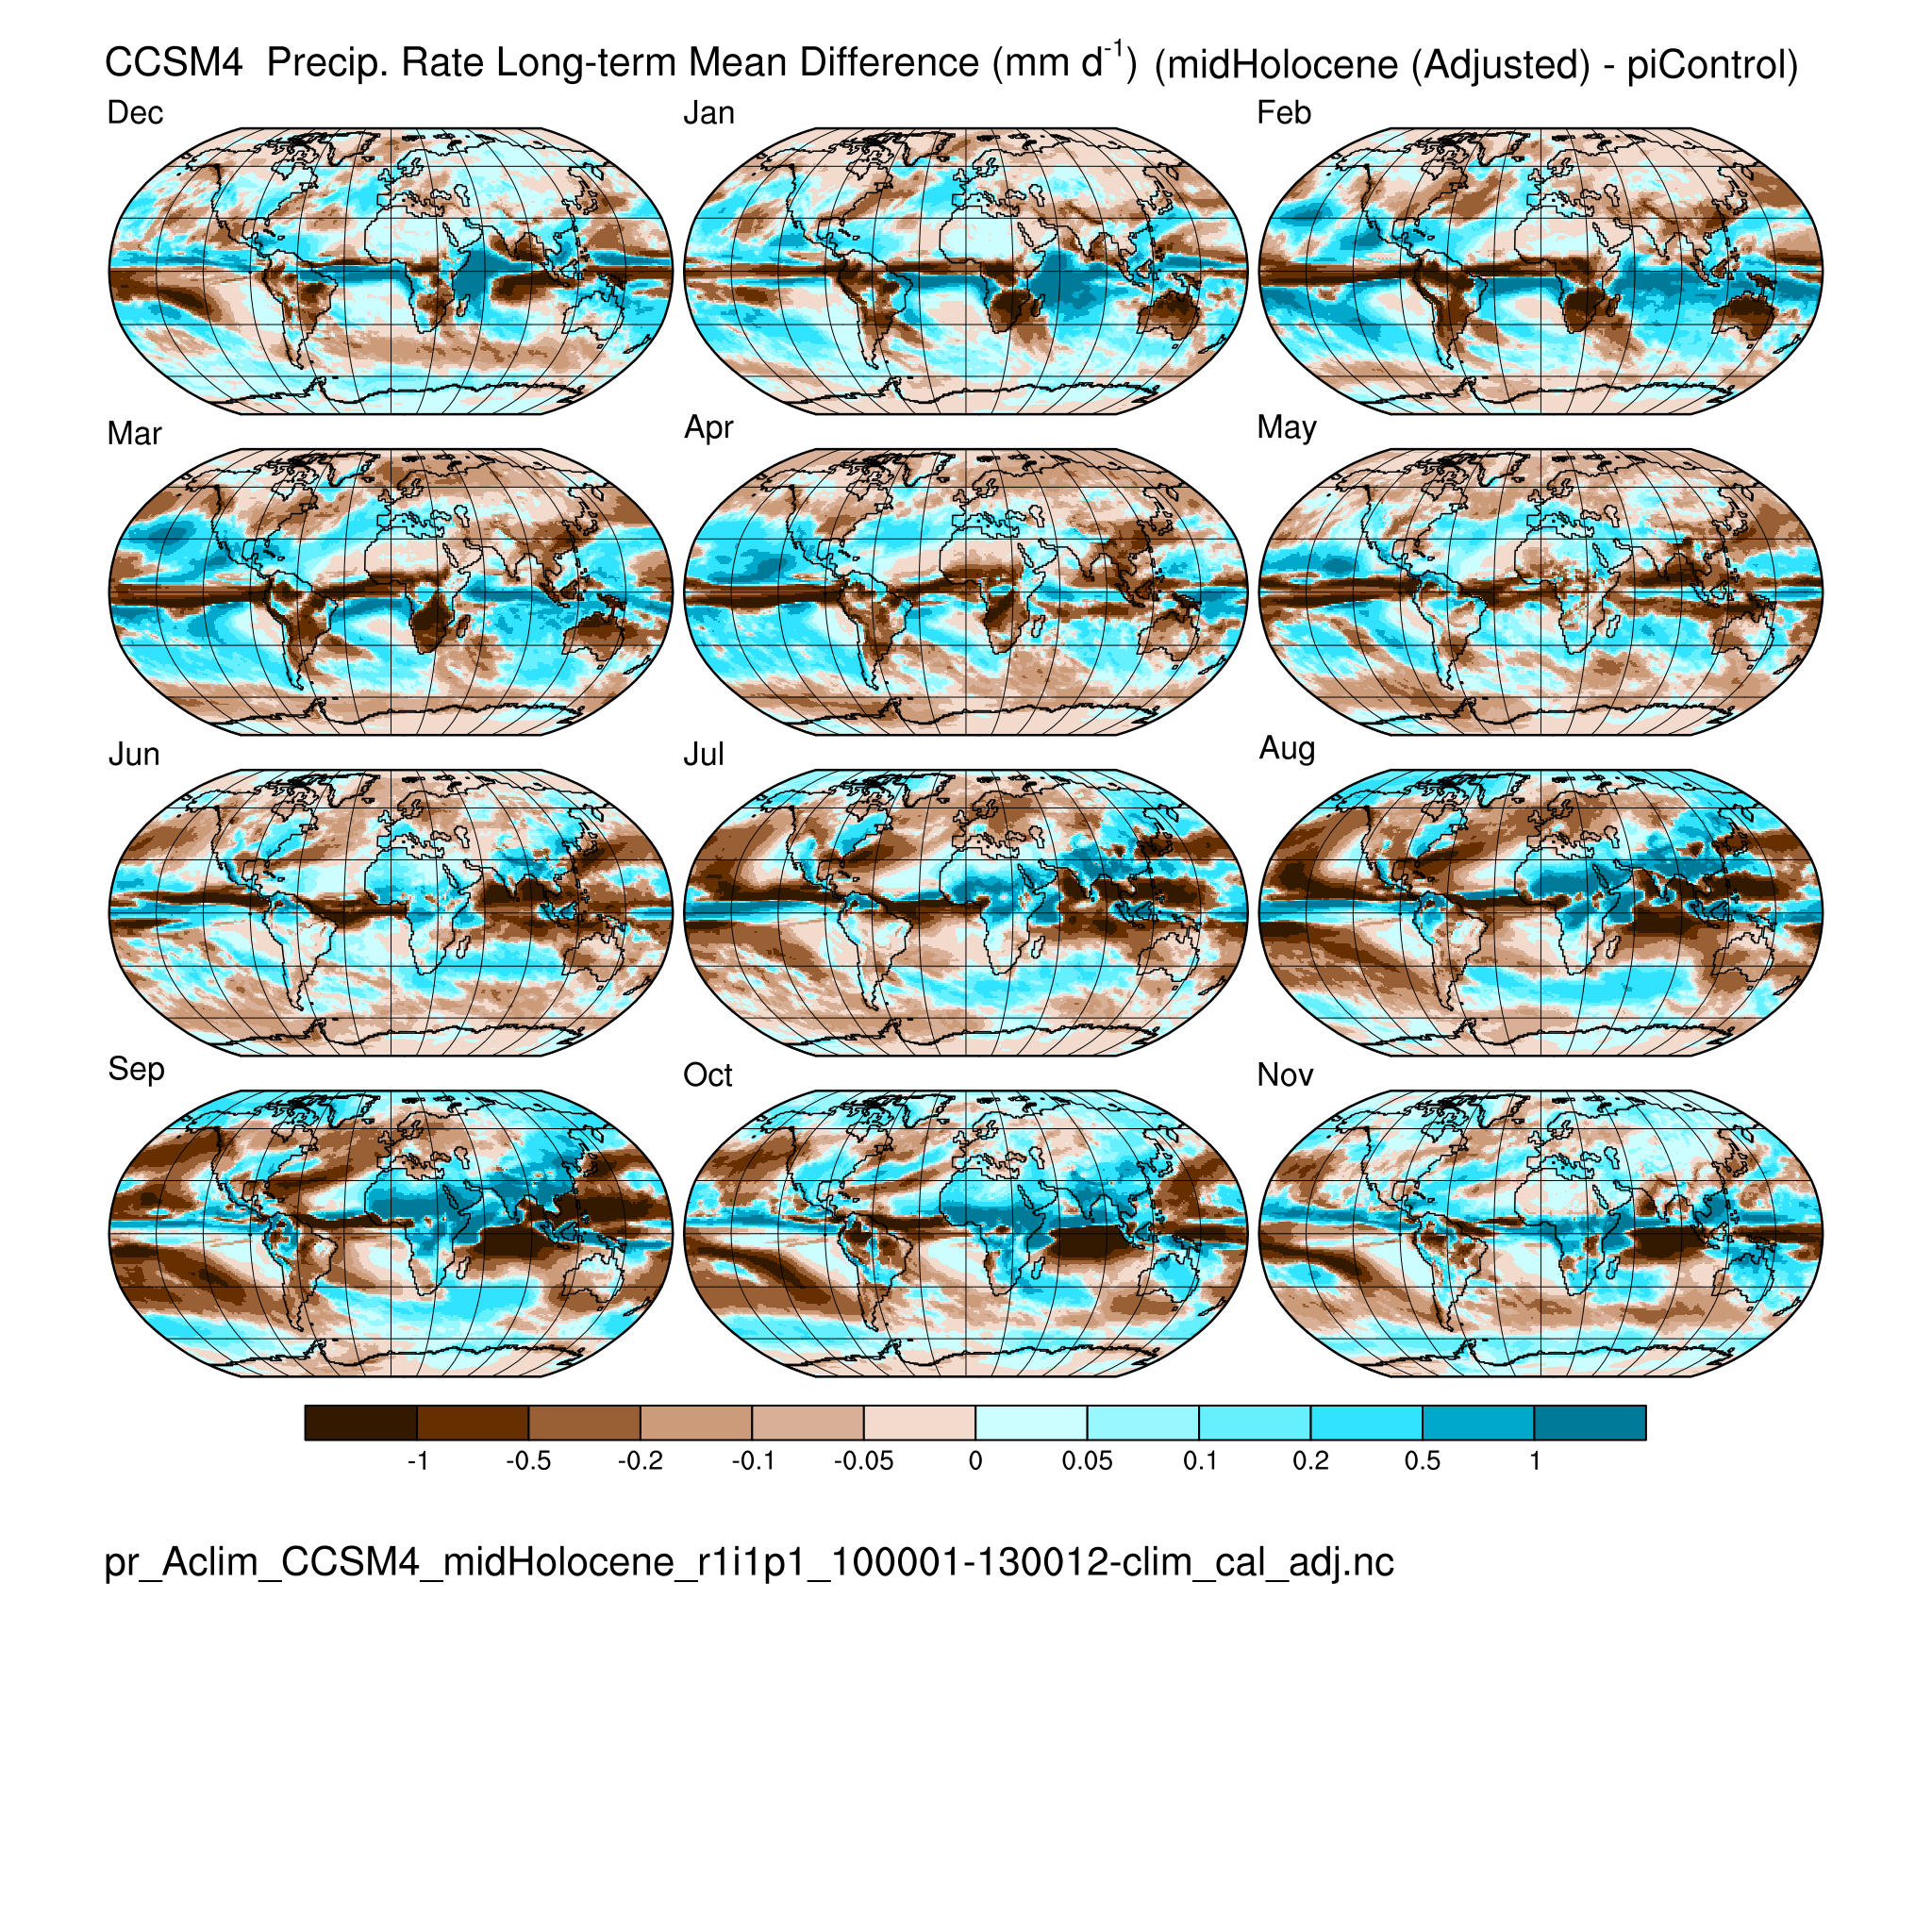 CCSM4 Precip. Rate Long-term Mean Difference (mm d⁻¹) (midHolocene (Adjusted) - piControl)
Dec Jan Feb
Mar Apr May
Jun Jul Aug
Sep Oct Nov
-1 -0.5 -0.2 -0.1 -0.05 0 0.05 0.1 0.2 0.5 1
pr_Aclim_CCSM4_midHolocene_r1i1p1_100001-130012-clim_cal_adj.nc